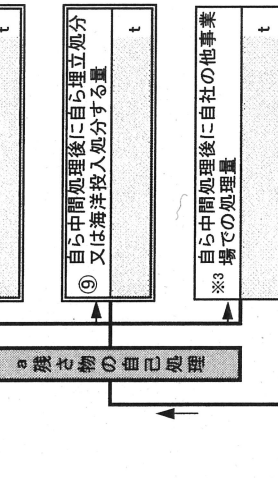 t
⑨ 自ら中間処理後に自ら埋立処分
又は海洋投入処分する量
t
※3 自ら中間処理後に自社の他事業
場での処理量
t
a 残さ物の自己処理